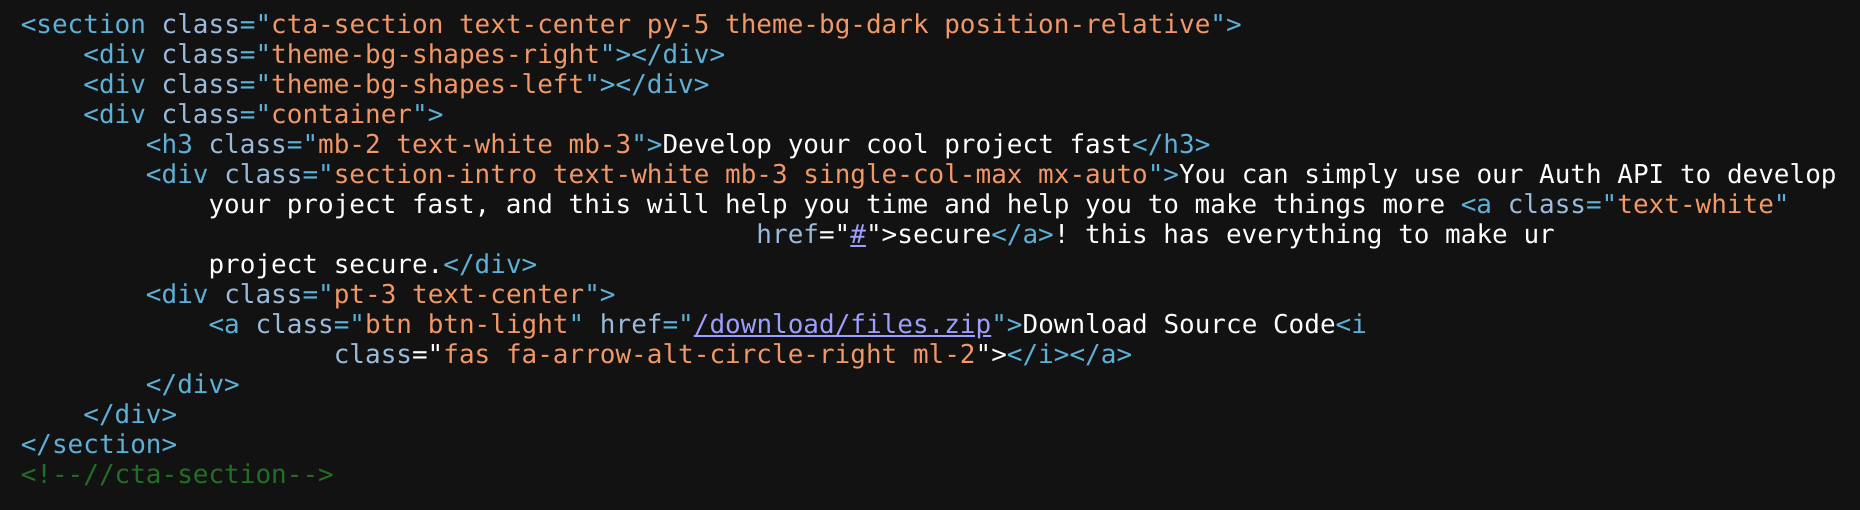 <section class="cta-section text-center py-5 theme-bg-dark position-relative">
    <div class="theme-bg-shapes-right"></div>
    <div class="theme-bg-shapes-left"></div>
    <div class="container">
        <h3 class="mb-2 text-white mb-3">Develop your cool project fast</h3>
        <div class="section-intro text-white mb-3 single-col-max mx-auto">You can simply use our Auth API to develop
            your project fast, and this will help you time and help you to make things more <a class="text-white"
                                               href="#">secure</a>! this has everything to make ur
            project secure.</div>
        <div class="pt-3 text-center">
            <a class="btn btn-light" href="/download/files.zip">Download Source Code<i
                    class="fas fa-arrow-alt-circle-right ml-2"></i></a>
        </div>
    </div>
</section>
<!--//cta-section-->